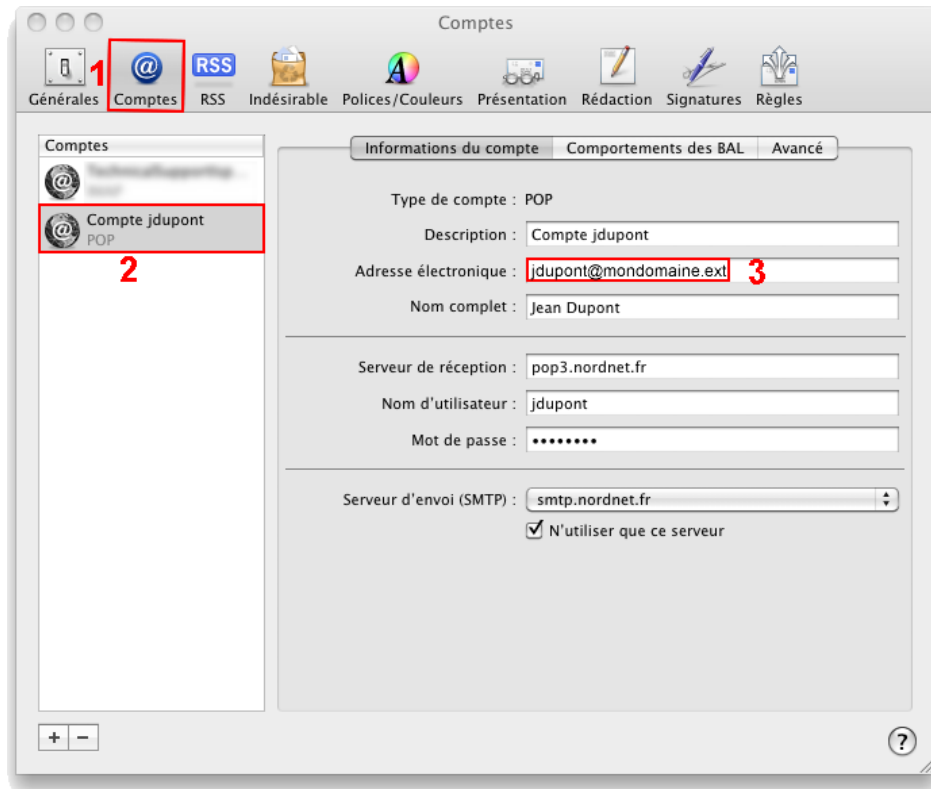 Comptes
1
RSS
Générales Comptes RSS Indésirable Polices/Couleurs Présentation Rédaction Signatures Règles
Comptes
Compte jdupont
POP
2
Informations du compte Comportements des BAL Avancé
Type de compte : POP
Description : Compte jdupont
Adresse électronique : jdupont@mondomaine.ext 3
Nom complet : Jean Dupont
Serveur de réception : pop3.nordnet.fr
Nom d'utilisateur : jdupont
Mot de passe : ••••••••
Serveur d'envoi (SMTP) : smtp.nordnet.fr
N'utiliser que ce serveur
+ −
?